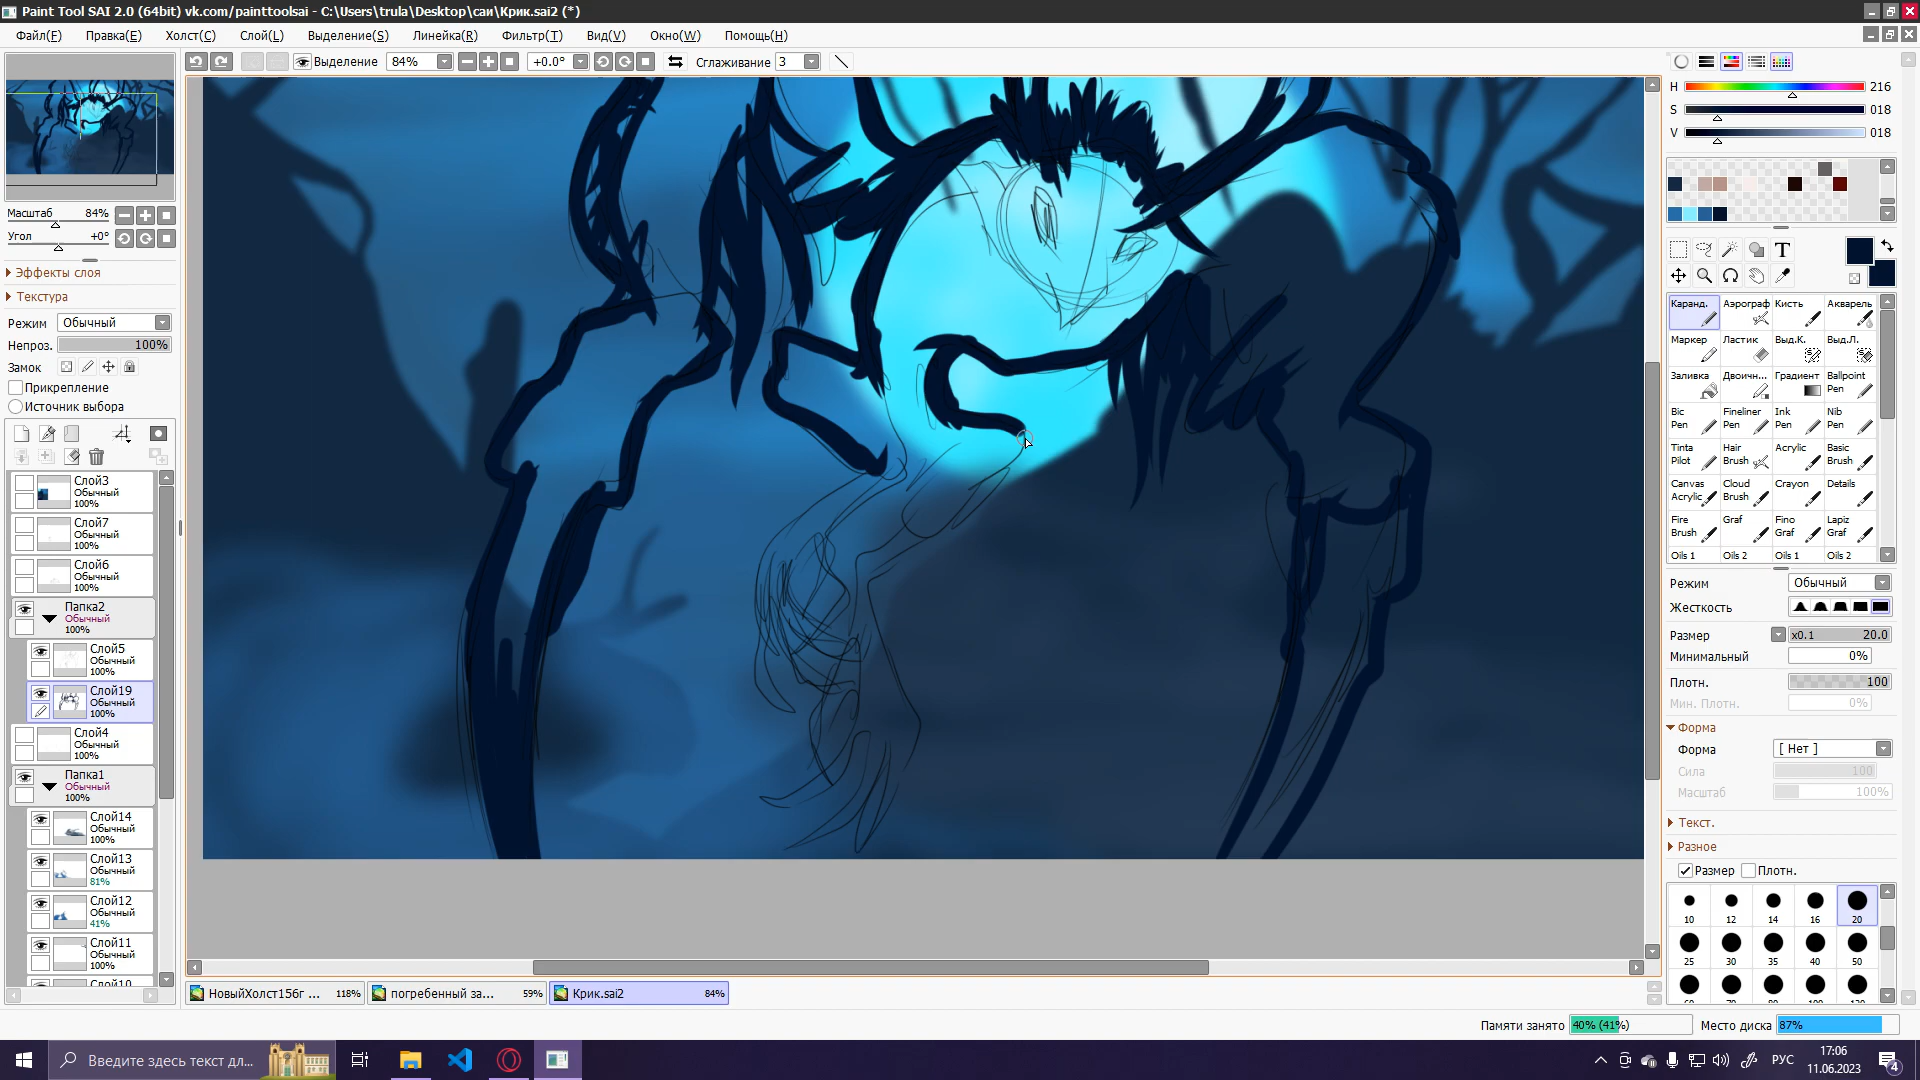 Paint Tool SAI 2.0 (64bit) vk.com/painttoolsai - C:\Users\trula\Desktop\саи\Крик.sai2 (*)
Файл(F) Правка(E) Холст(C) Слой(L) Выделение(S) Линейка(R) Фильтр(T) Вид(V) Окно(W) Помощь(H)
Выделение 84% +0.0° Сглаживание 3
Масштаб 84%
Угол +0°
Эффекты слоя
Текстура
Режим Обычный
Непроз. 100%
Замок
Прикрепление
Источник выбора
Слой3
Обычный
100%
Слой7
Обычный
100%
Слой6
Обычный
100%
Папка2
Обычный
100%
Слой5
Обычный
100%
Слой19
Обычный
100%
Слой4
Обычный
100%
Папка1
Обычный
100%
Слой14
Обычный
100%
Слой13
Обычный
81%
Слой12
Обычный
41%
Слой11
Обычный
100%
Слой10
H 216
S 018
V 018
T
Каранд. Аэрограф Кисть Акварель
Маркер Ластик Выд.К. Выд.Л.
Заливка Двоичн... Градиент Ballpoint Pen
Bic Pen Fineliner Ink Pen Nib Pen
Tinta Pilot Hair Brush Acrylic Basic Brush
Canvas Acrylic Cloud Brush Crayon Details
Fire Brush Graf Fino Graf Lapiz Graf
Oils 1 Oils 2 Oils 1 Oils 2
Режим Обычный
Жесткость
Размер x0.1 20.0
Минимальный 0%
Плотн. 100
Мин. Плотн. 0%
Форма
Форма [ Нет ]
Сила 100
Масштаб 100%
Текст.
Разное
Размер Плотн.
10 12 14 16 20
25 30 35 40 50
НовыйХолст156г ... 118% погребенный за... 59% Крик.sai2 84%
Памяти занято 40% (41%) Место диска 87%
Введите здесь текст дл...
РУС
17:06
11.06.2023
4